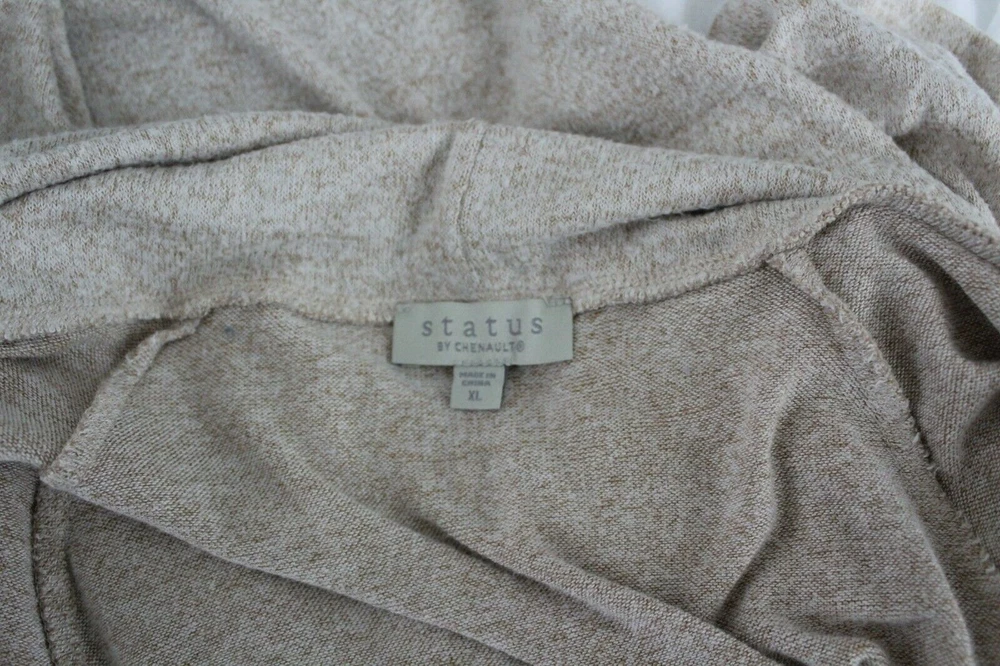 status
BY CHENAULT®
MADE IN
CHINA
XL